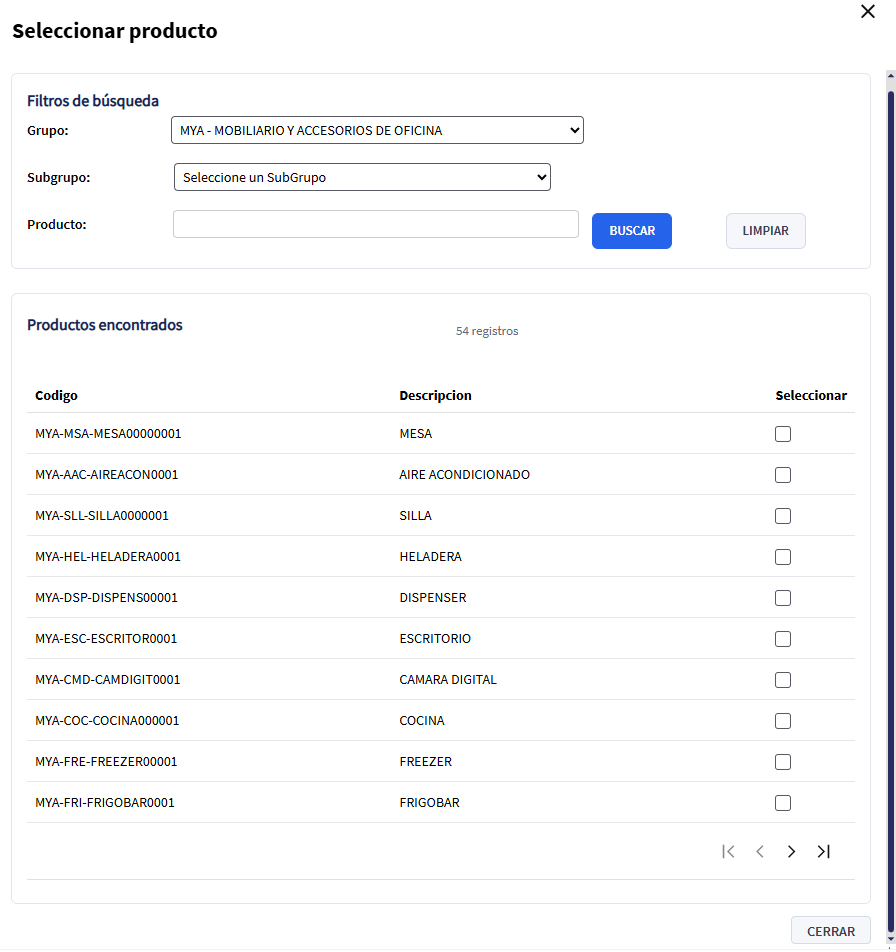 Seleccionar producto
Filtros de búsqueda
Grupo: MYA - MOBILIARIO Y ACCESORIOS DE OFICINA
Subgrupo: Seleccione un SubGrupo
Producto: BUSCAR LIMPIAR
Productos encontrados 54 registros
Codigo Descripcion Seleccionar
MYA-MSA-MESA00000001 MESA
MYA-AAC-AIREACON0001 AIRE ACONDICIONADO
MYA-SLL-SILLA0000001 SILLA
MYA-HEL-HELADERA0001 HELADERA
MYA-DSP-DISPENS00001 DISPENSER
MYA-ESC-ESCRITOR0001 ESCRITORIO
MYA-CMD-CAMDIGIT0001 CAMARA DIGITAL
MYA-COC-COCINA000001 COCINA
MYA-FRE-FREEZER00001 FREEZER
MYA-FRI-FRIGOBAR0001 FRIGOBAR
CERRAR